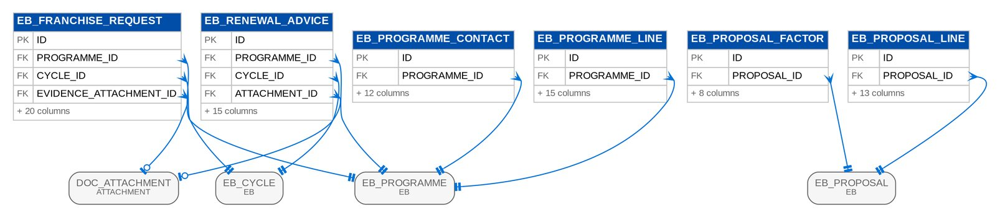 EB_FRANCHISE_REQUEST
PK ID
FK PROGRAMME_ID
FK CYCLE_ID
FK EVIDENCE_ATTACHMENT_ID
+ 20 columns
EB_RENEWAL_ADVICE
PK ID
FK PROGRAMME_ID
FK CYCLE_ID
FK ATTACHMENT_ID
+ 15 columns
EB_PROGRAMME_CONTACT
PK ID
FK PROGRAMME_ID
+ 12 columns
EB_PROGRAMME_LINE
PK ID
FK PROGRAMME_ID
+ 15 columns
EB_PROPOSAL_FACTOR
PK ID
FK PROPOSAL_ID
+ 8 columns
EB_PROPOSAL_LINE
PK ID
FK PROPOSAL_ID
+ 13 columns
DOC_ATTACHMENT
ATTACHMENT
EB_CYCLE
EB
EB_PROGRAMME
EB
EB_PROPOSAL
EB